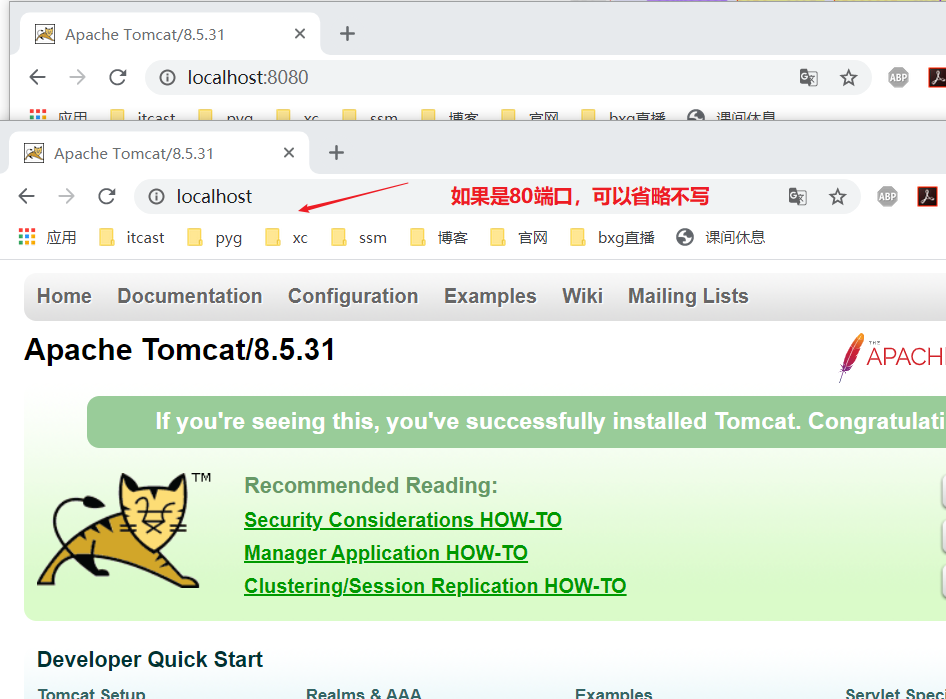 Apache Tomcat/8.5.31
localhost:8080
ABP
应用 itcast pyg xc ssm 博客 官网 bxg直播 课间休息
Apache Tomcat/8.5.31
localhost 如果是80端口，可以省略不写 ABP
应用 itcast pyg xc ssm 博客 官网 bxg直播 课间休息
Home Documentation Configuration Examples Wiki Mailing Lists
Apache Tomcat/8.5.31
THE
APACH
If you're seeing this, you've successfully installed Tomcat. Congratulati
TM
Recommended Reading:
Security Considerations HOW-TO
Manager Application HOW-TO
Clustering/Session Replication HOW-TO
Developer Quick Start
Tomcat Setup Realms & AAA Examples Servlet Speci